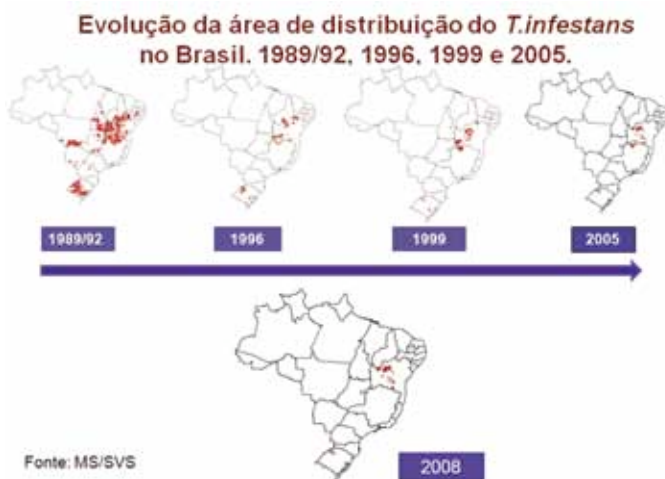 Evolução da área de distribuição do T.infestans
no Brasil. 1989/92, 1996, 1999 e 2005.
1989/92
1996
1999
2005
Fonte: MS/SVS
2008